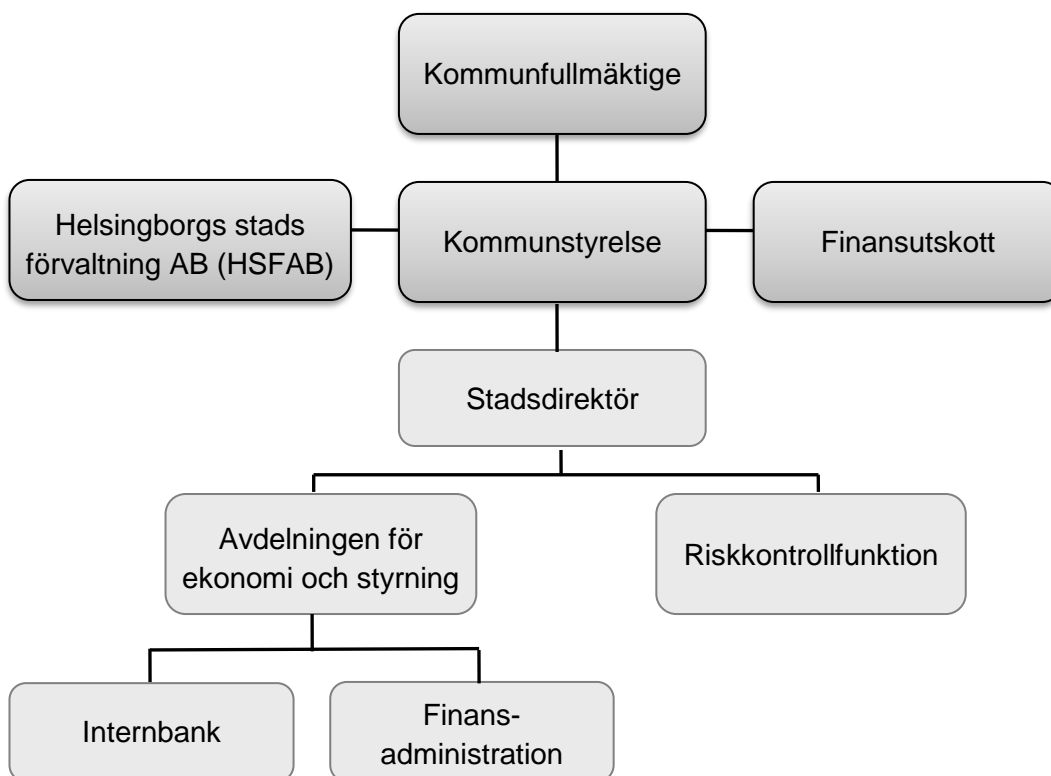 Kommunfullmäktige
Helsingborgs stads
förvaltning AB (HSFAB)
Kommunstyrelse
Finansutskott
Stadsdirektör
Avdelningen för
ekonomi och styrning
Riskkontrollfunktion
Internbank
Finans-
administration